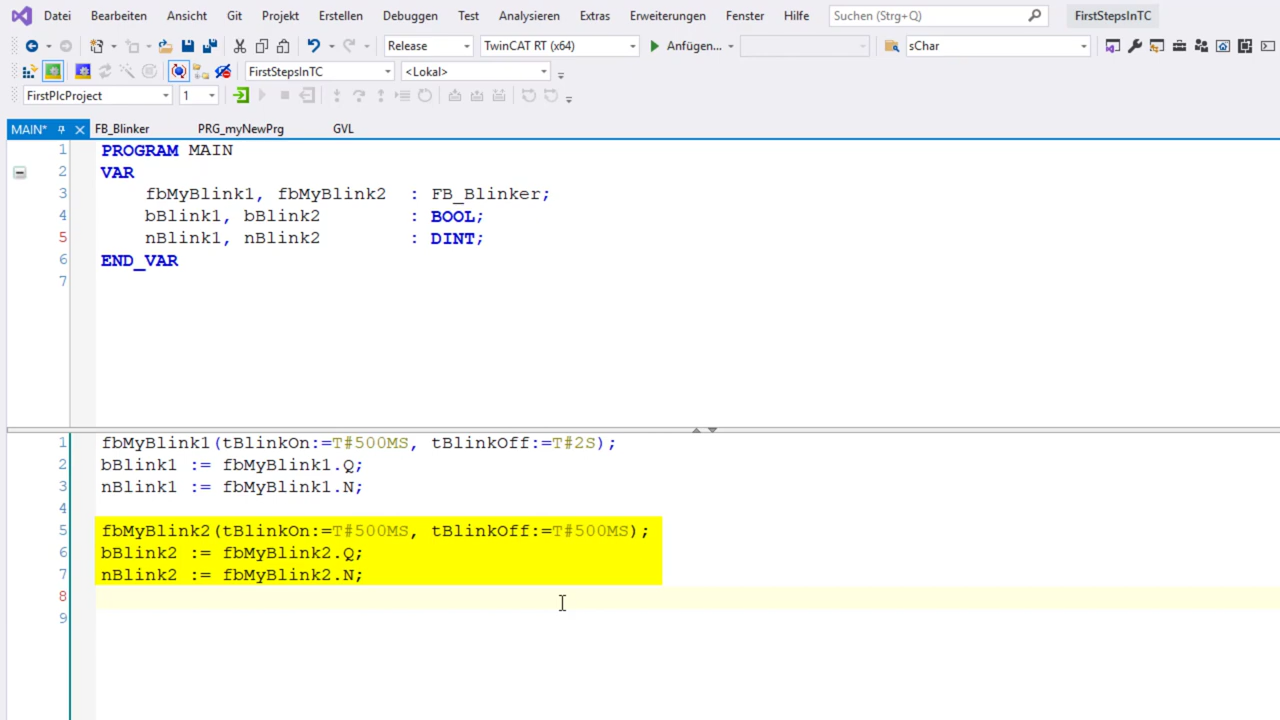 Datei Bearbeiten Ansicht Git Projekt Erstellen Debuggen Test Analysieren Extras Erweiterungen Fenster Hilfe Suchen (Strg+Q) FirstStepsInTC
Release TwinCAT RT (x64) Anfügen... sChar
FirstStepsInTC <Lokal>
FirstPlcProject 1
MAIN* FB_Blinker PRG_myNewPrg GVL
1 PROGRAM MAIN
2 VAR
3 fbMyBlink1, fbMyBlink2 : FB_Blinker;
4 bBlink1, bBlink2 : BOOL;
5 nBlink1, nBlink2 : DINT;
6 END_VAR
7
1 fbMyBlink1(tBlinkOn:=T#500MS, tBlinkOff:=T#2S);
2 bBlink1 := fbMyBlink1.Q;
3 nBlink1 := fbMyBlink1.N;
4
5 fbMyBlink2(tBlinkOn:=T#500MS, tBlinkOff:=T#500MS);
6 bBlink2 := fbMyBlink2.Q;
7 nBlink2 := fbMyBlink2.N;
8
9